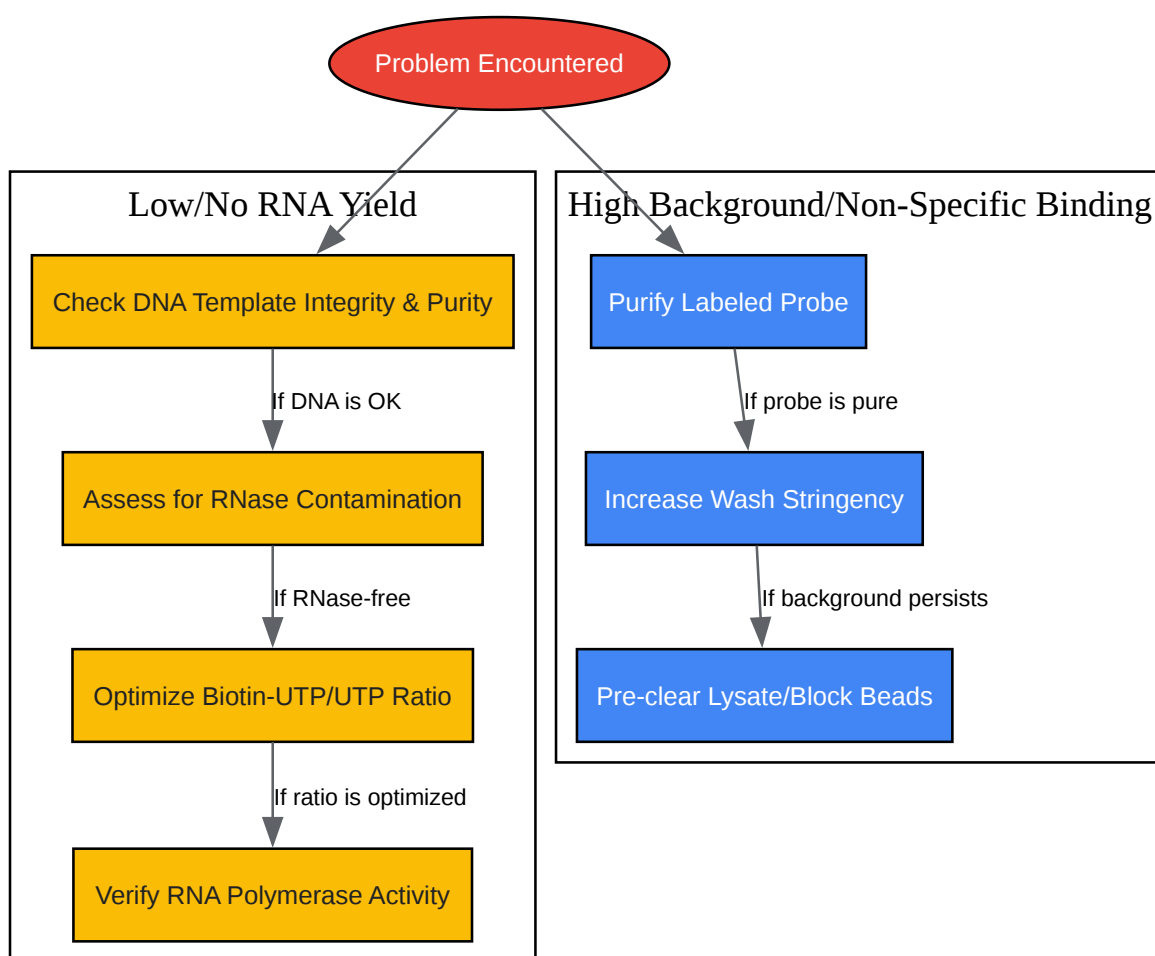 Problem Encountered
Low/No RNA Yield
Check DNA Template Integrity & Purity
If DNA is OK
Assess for RNase Contamination
If RNase-free
Optimize Biotin-UTP/UTP Ratio
If ratio is optimized
Verify RNA Polymerase Activity
High Background/Non-Specific Binding
Purify Labeled Probe
If probe is pure
Increase Wash Stringency
If background persists
Pre-clear Lysate/Block Beads